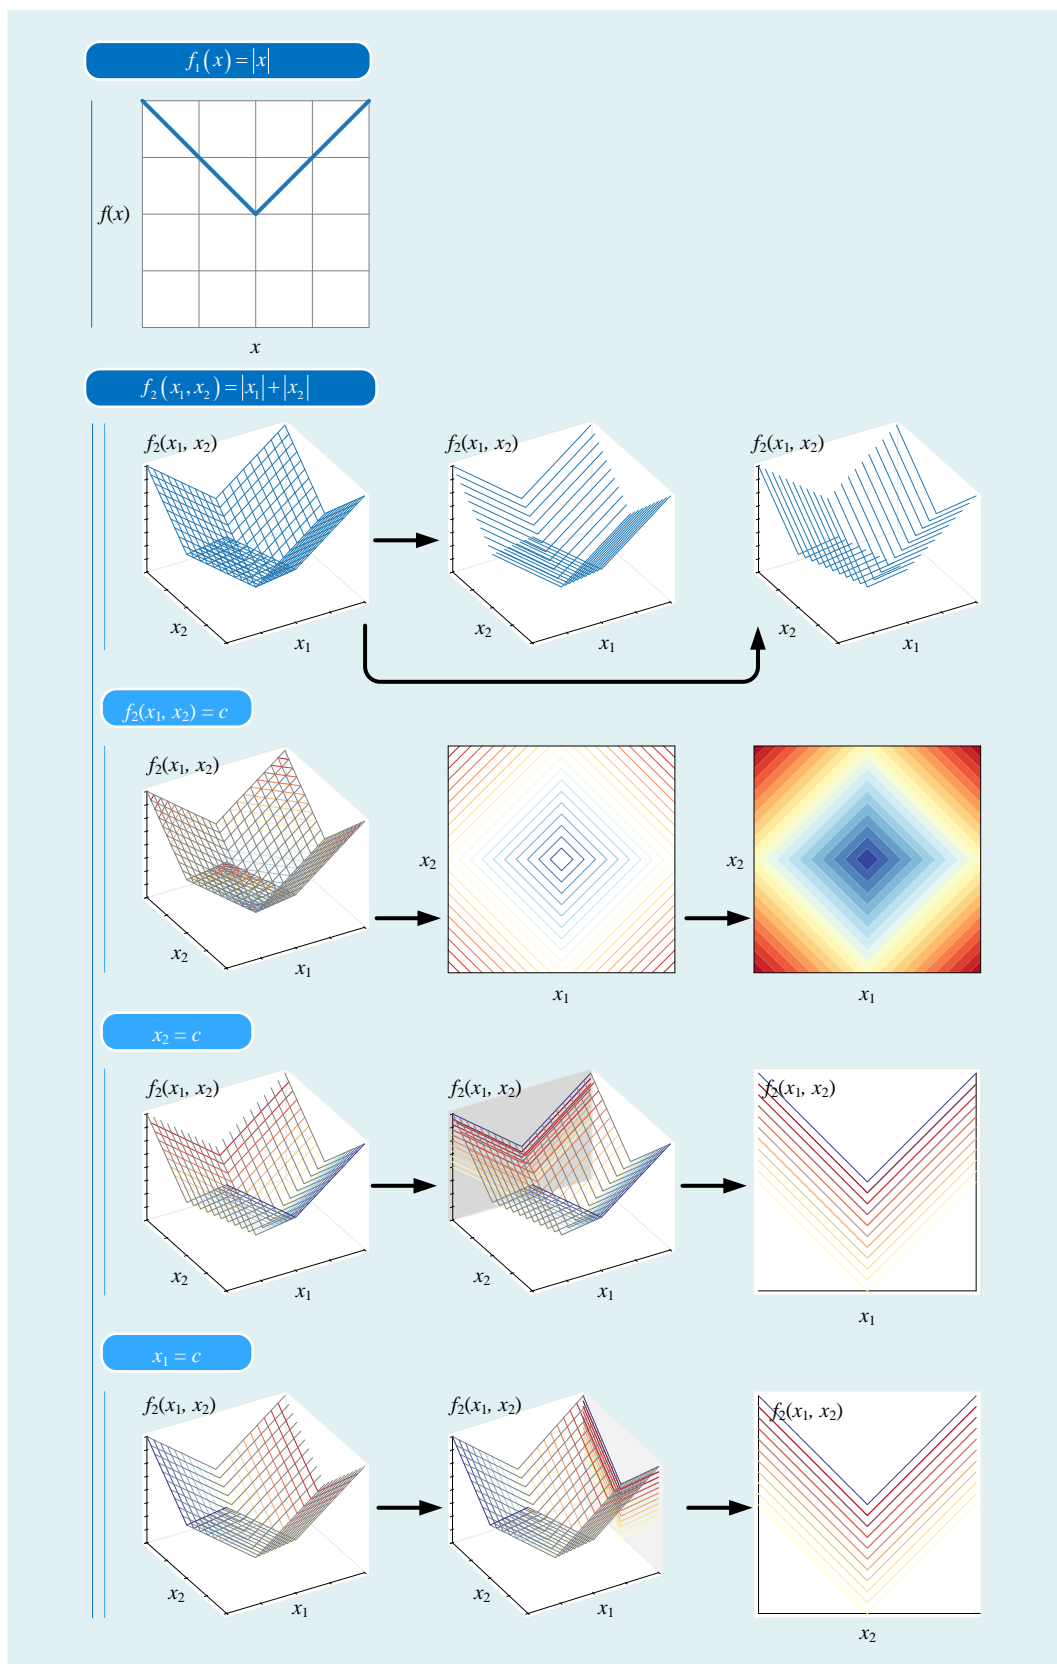 f₁(x)=|x|
f(x)
x
f₂(x₁,x₂)=|x₁|+|x₂|
f₂(x₁, x₂) f₂(x₁, x₂) f₂(x₁, x₂)
x₂ x₁ x₂ x₁ x₂ x₁
f₂(x₁, x₂) = c
f₂(x₁, x₂)
x₂ x₂
x₂ x₁ x₁ x₁
x₂ = c
f₂(x₁, x₂) f₂(x₁, x₂) f₂(x₁, x₂)
x₂ x₁ x₂ x₁ x₁
x₁ = c
f₂(x₁, x₂) f₂(x₁, x₂) f₂(x₁, x₂)
x₂ x₁ x₂ x₁ x₂